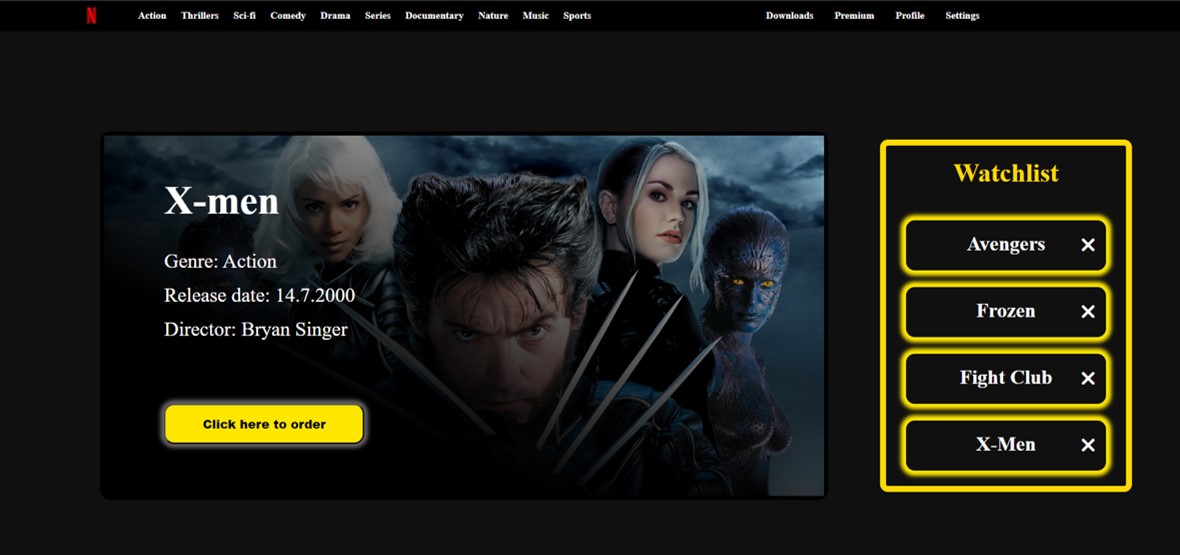 N Action Thrillers Sci-fi Comedy Drama Series Documentary Nature Music Sports Downloads Premium Profile Settings
X-men
Genre: Action
Release date: 14.7.2000
Director: Bryan Singer
Click here to order
Watchlist
Avengers
Frozen
Fight Club
X-Men